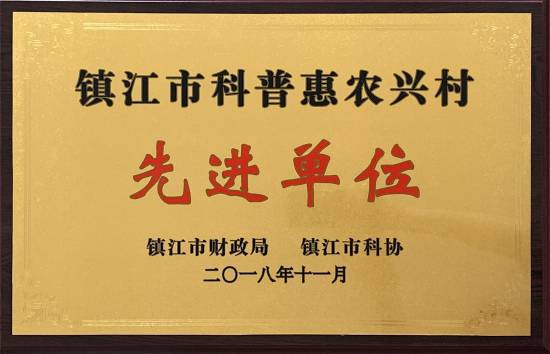 镇江市科普惠农兴村
先进单位
镇江市财政局 镇江市科协
二〇一八年十一月